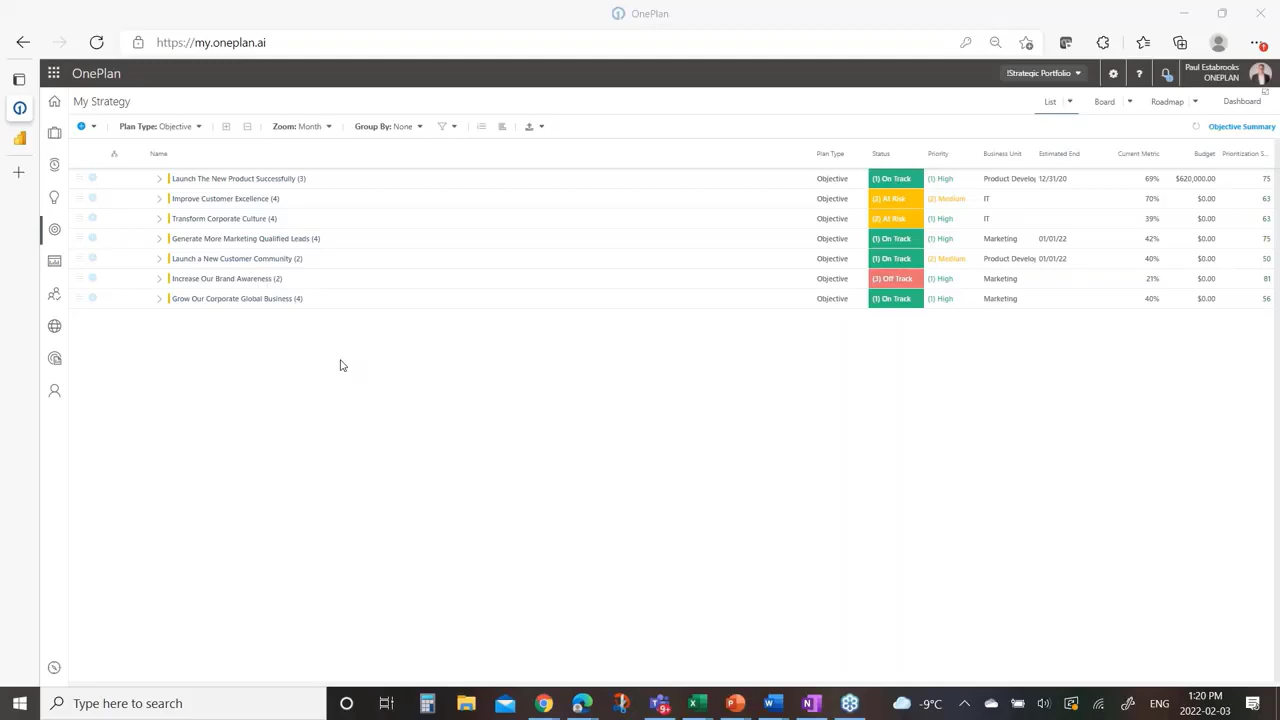 OnePlan
https://my.oneplan.ai
OnePlan
!Strategic Portfolio
?
Paul Estabrooks
ONEPLAN
My Strategy
List
Board
Roadmap
Dashboard
Plan Type: Objective
Zoom: Month
Group By: None
Objective Summary
Name Plan Type Status Priority Business Unit Estimated End Current Metric Budget Prioritization S...
Launch The New Product Successfully (3) Objective (1) On Track (1) High Product Develop 12/31/20 69% $620,000.00 75
Improve Customer Excellence (4) Objective (2) At Risk (2) Medium IT 70% $0.00 63
Transform Corporate Culture (4) Objective (2) At Risk (1) High IT 39% $0.00 63
Generate More Marketing Qualified Leads (4) Objective (1) On Track (1) High Marketing 01/01/22 42% $0.00 75
Launch a New Customer Community (2) Objective (1) On Track (2) Medium Product Develop 01/01/22 40% $0.00 50
Increase Our Brand Awareness (2) Objective (3) Off Track (1) High Marketing 21% $0.00 81
Grow Our Corporate Global Business (4) Objective (1) On Track (1) High Marketing 40% $0.00 56
Type here to search
9+
-9°C
ENG
1:20 PM
2022-02-03